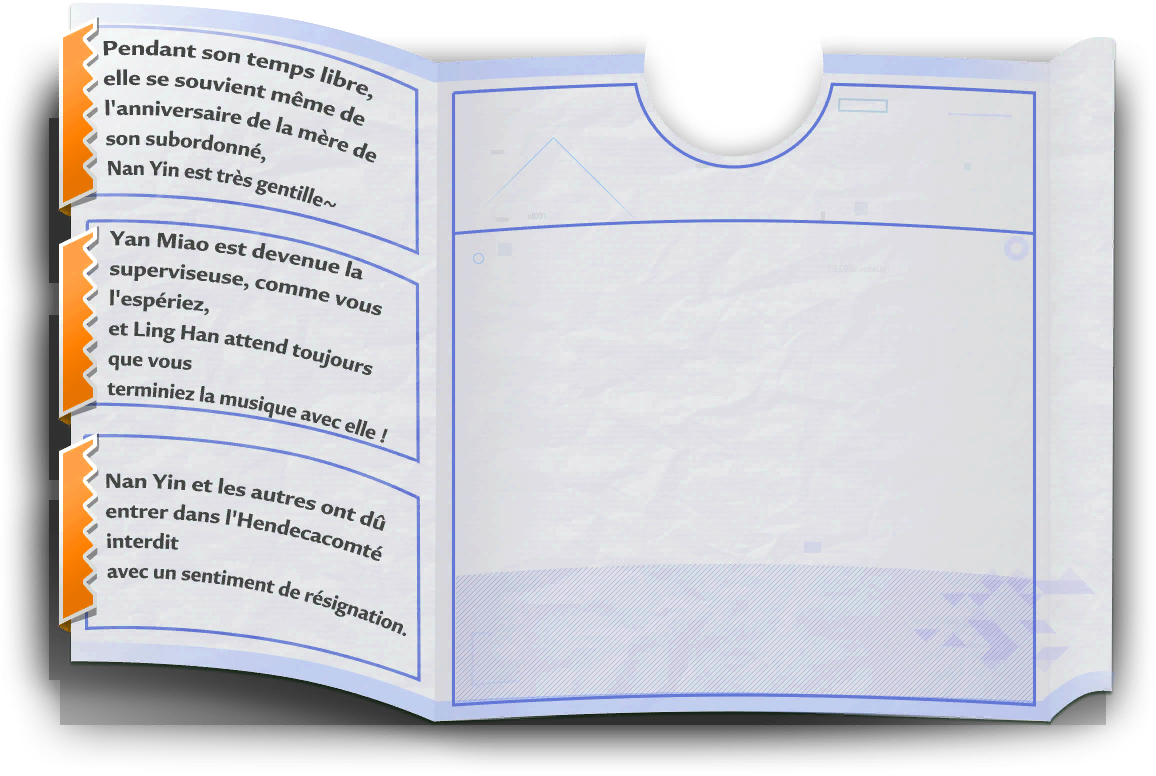 Pendant son temps libre,
elle se souvient même de
l'anniversaire de la mère de
son subordonné,
Nan Yin est très gentille~
Yan Miao est devenue la
superviseuse, comme vous
l'espériez,
et Ling Han attend toujours
que vous
terminiez la musique avec elle !
Nan Yin et les autres ont dû
entrer dans l'Hendecacomté
interdit
avec un sentiment de résignation.